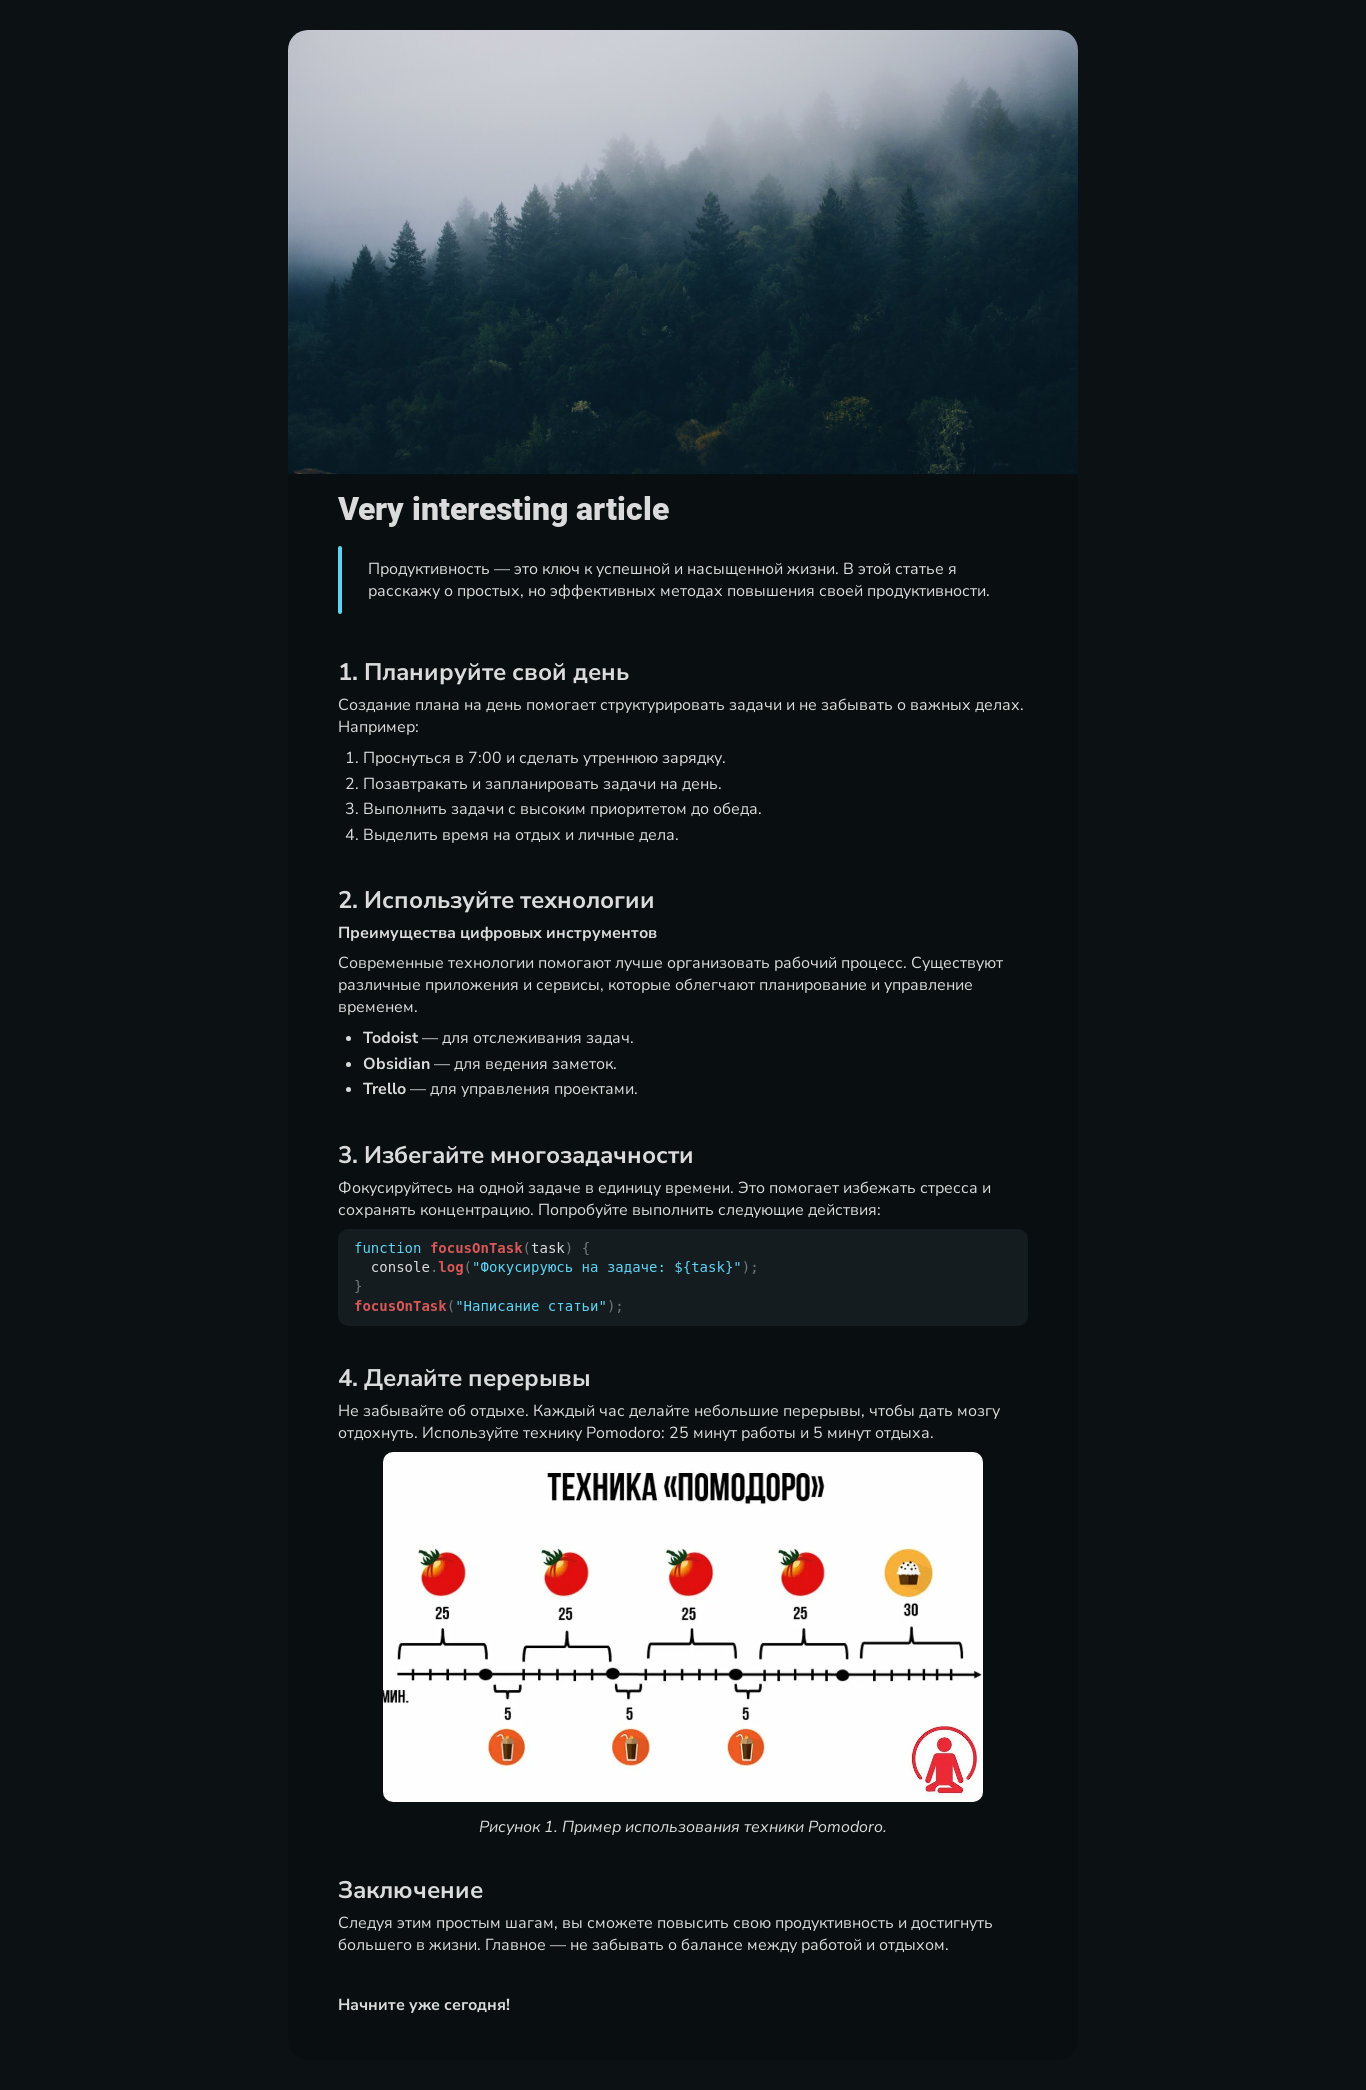 Very interesting article
Продуктивность — это ключ к успешной и насыщенной жизни. В этой статье я
расскажу о простых, но эффективных методах повышения своей продуктивности.
1. Планируйте свой день
Создание плана на день помогает структурировать задачи и не забывать о важных делах.
Например:
1. Проснуться в 7:00 и сделать утреннюю зарядку.
2. Позавтракать и запланировать задачи на день.
3. Выполнить задачи с высоким приоритетом до обеда.
4. Выделить время на отдых и личные дела.
2. Используйте технологии
Преимущества цифровых инструментов
Современные технологии помогают лучше организовать рабочий процесс. Существуют
различные приложения и сервисы, которые облегчают планирование и управление
временем.
• Todoist — для отслеживания задач.
• Obsidian — для ведения заметок.
• Trello — для управления проектами.
3. Избегайте многозадачности
Фокусируйтесь на одной задаче в единицу времени. Это помогает избежать стресса и
сохранять концентрацию. Попробуйте выполнить следующие действия:
function focusOnTask(task) {
  console.log("Фокусируюсь на задаче: ${task}");
}
focusOnTask("Написание статьи");
4. Делайте перерывы
Не забывайте об отдыхе. Каждый час делайте небольшие перерывы, чтобы дать мозгу
отдохнуть. Используйте технику Pomodoro: 25 минут работы и 5 минут отдыха.
ТЕХНИКА «ПОМОДОРО»
25 25 25 25 30
МИН.
5 5 5
Рисунок 1. Пример использования техники Pomodoro.
Заключение
Следуя этим простым шагам, вы сможете повысить свою продуктивность и достигнуть
большего в жизни. Главное — не забывать о балансе между работой и отдыхом.
Начните уже сегодня!